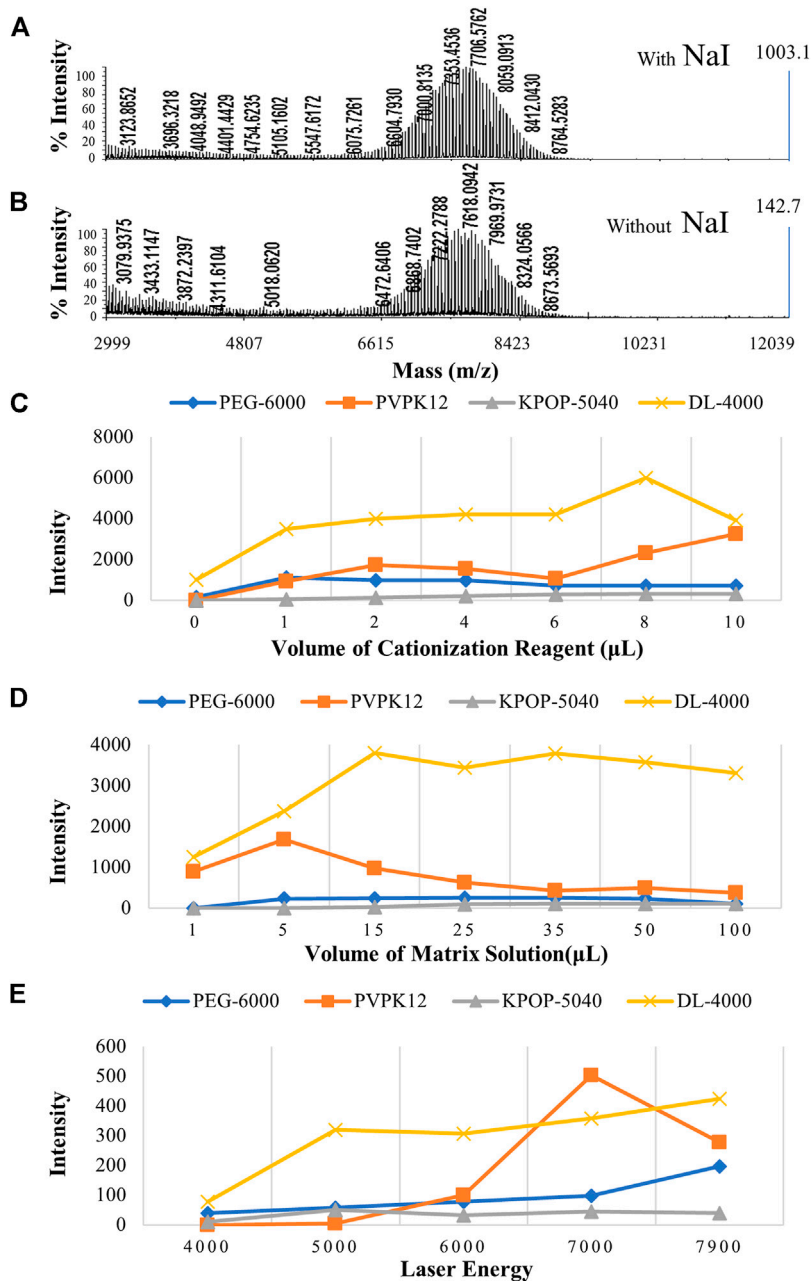 A
With NaI
1003.1
% Intensity
100
80
60
40
20
0
3123.8652
3696.3218
4048.9492
4401.4429
4754.6235
5105.1602
5547.6172
6075.7261
6604.7930
7000.8135
7353.4536
7706.5762
8059.0913
8412.0430
8764.5283
B
Without NaI
142.7
% Intensity
100
80
60
40
20
0
3079.9375
3433.1147
3872.2397
4311.6104
5018.0620
6472.6406
6868.7402
7222.2788
7618.0942
7969.9731
8324.0566
8673.5693
2999 4807 6615 8423 10231 12039
Mass (m/z)
C
PEG-6000 PVPK12 KPOP-5040 DL-4000
Intensity
8000
6000
4000
2000
0
0 1 2 4 6 8 10
Volume of Cationization Reagent (µL)
D
PEG-6000 PVPK12 KPOP-5040 DL-4000
Intensity
4000
3000
2000
1000
0
1 5 15 25 35 50 100
Volume of Matrix Solution(µL)
E
PEG-6000 PVPK12 KPOP-5040 DL-4000
Intensity
600
500
400
300
200
100
0
4000 5000 6000 7000 7900
Laser Energy